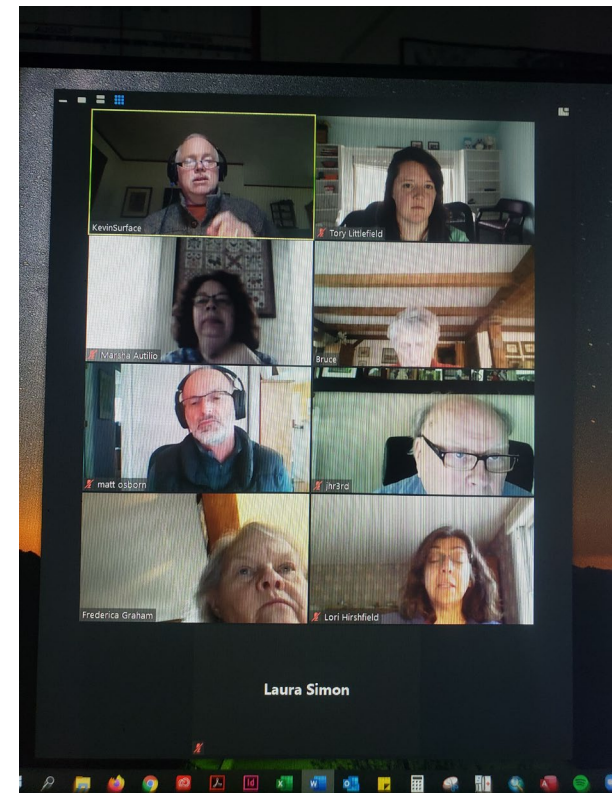 KevinSurface
Tory Littlefield
Marsha Autilio
Bruce
matt osborn
jhr3rd
Frederica Graham
Lori Hirshfield
Laura Simon